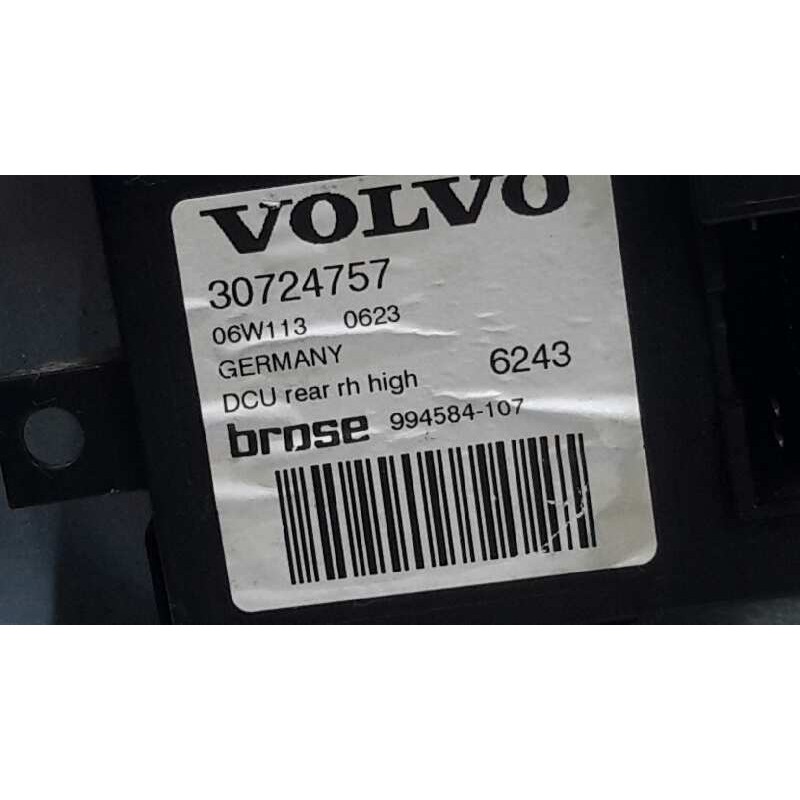 VOLVO
30724757
06W113 0623
GERMANY
DCU rear rh high 6243
brose 994584-107